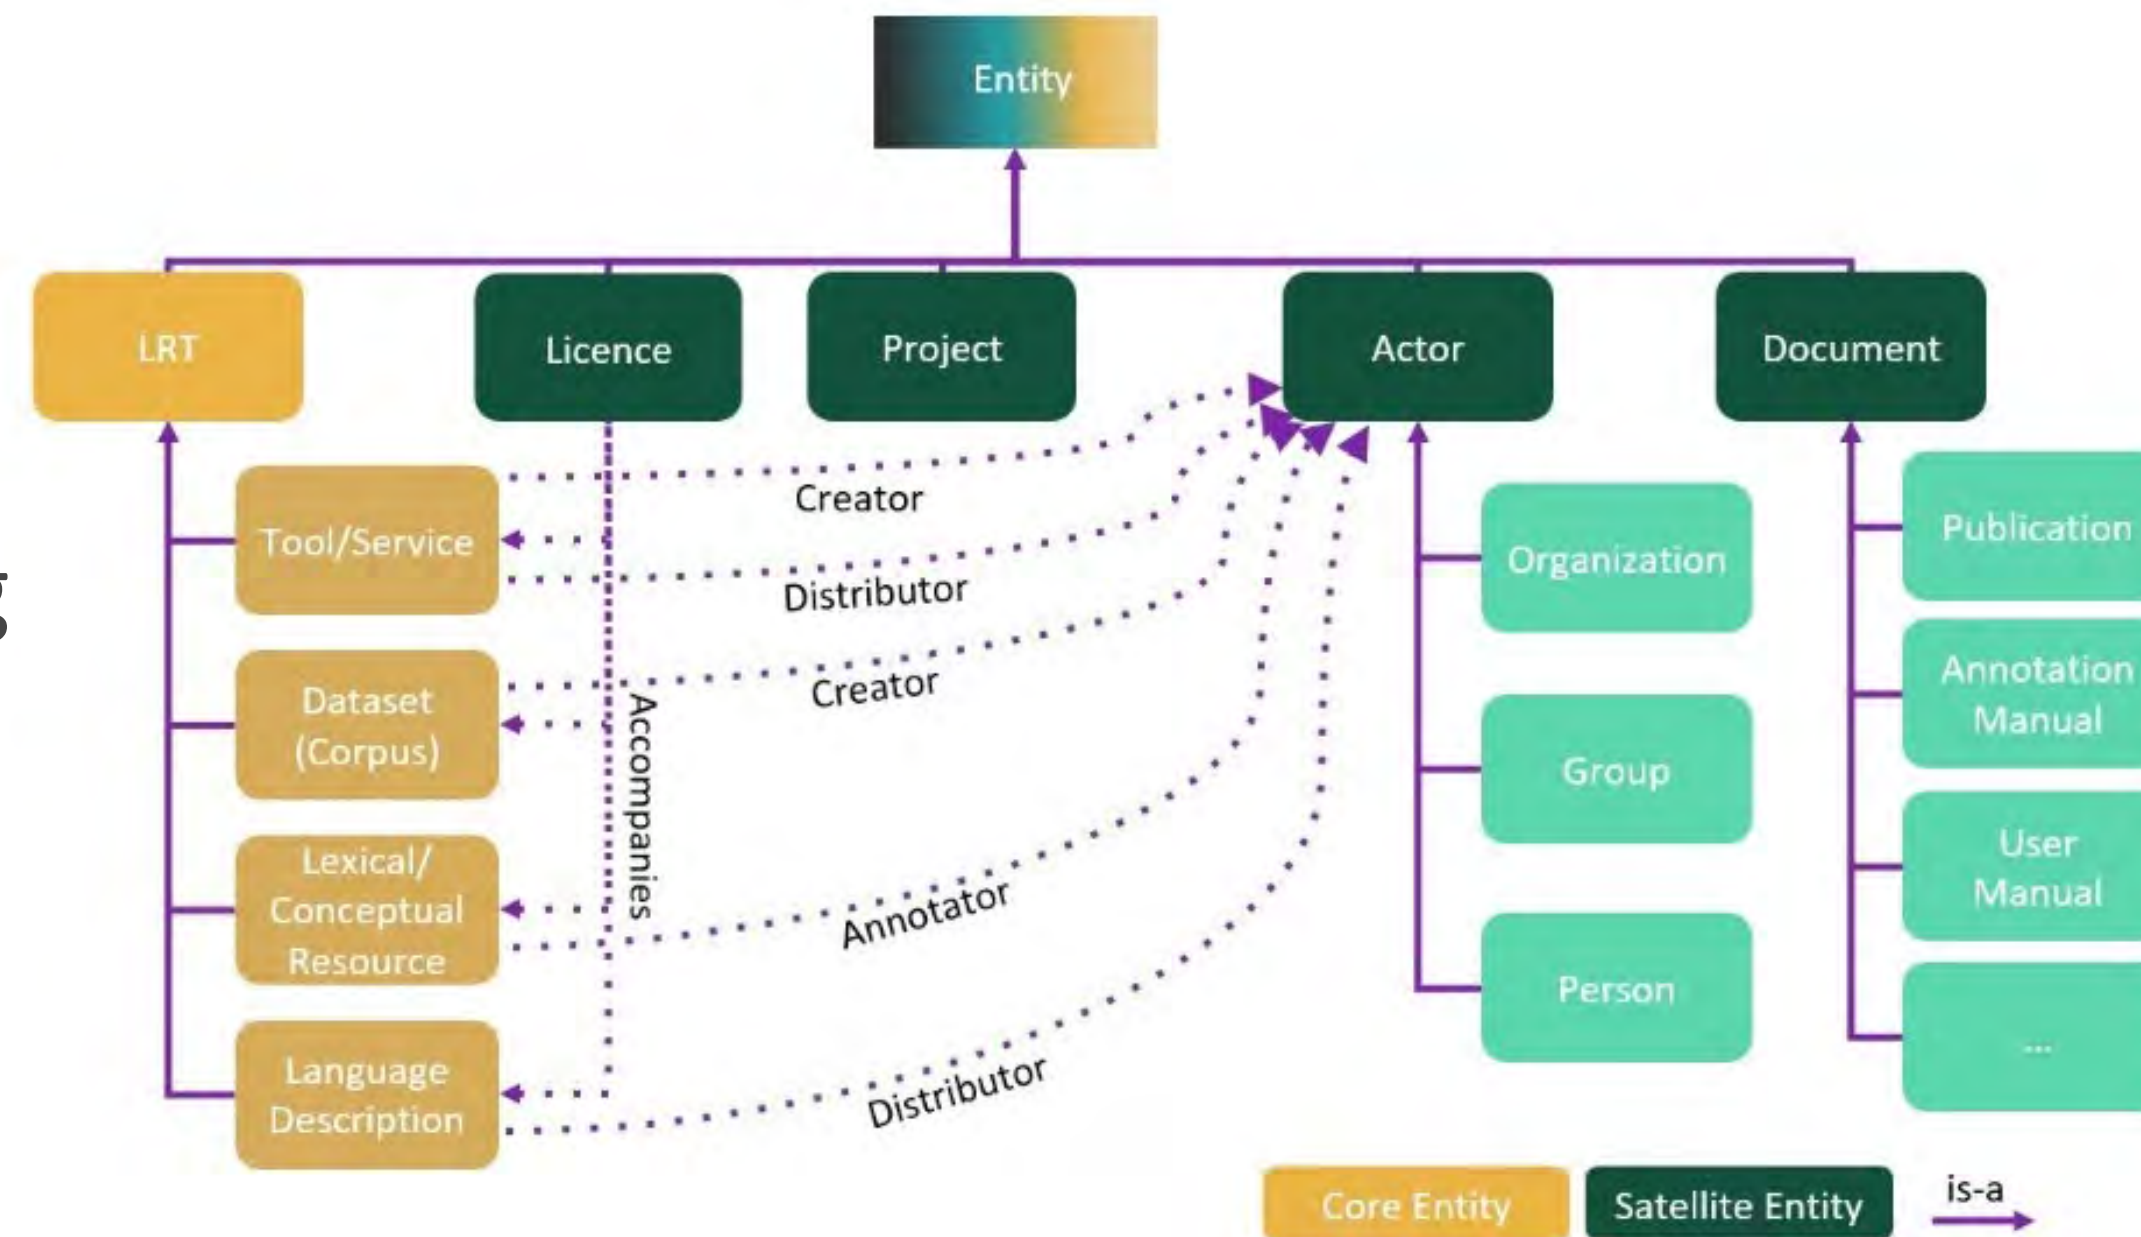 Entity
LRT
Licence
Project
Actor
Document
Tool/Service
Dataset
(Corpus)
Lexical/
Conceptual
Resource
Language
Description
Creator
Distributor
Creator
Accompanies
Annotator
Distributor
Organization
Group
Person
Publication
Annotation
Manual
User
Manual
...
Core Entity
Satellite Entity
is-a